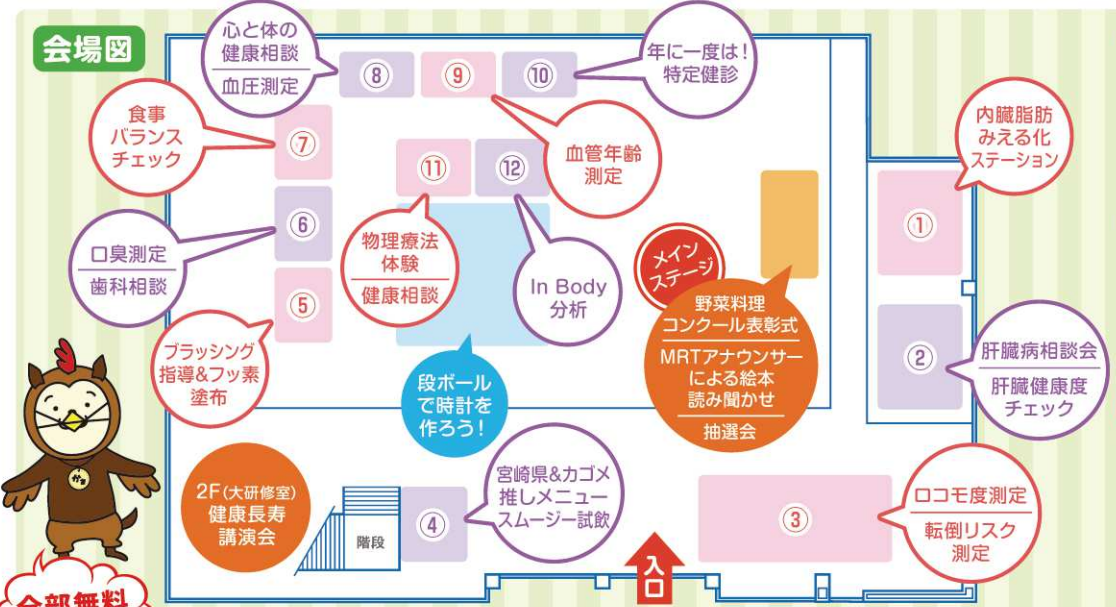 会場図
心と体の
健康相談
血圧測定
⑧
⑨
⑩
年に一度は！
特定健診
食事
バランス
チェック
⑦
血管年齢
測定
内臓脂肪
みえる化
ステーション
①
⑪
⑫
⑥
口臭測定
歯科相談
物理療法
体験
健康相談
In Body
分析
メイン
ステージ
野菜料理
コンクール表彰式
MRTアナウンサー
による絵本
読み聞かせ
抽選会
⑤
ブラッシング
指導&フッ素
塗布
②
肝臓病相談会
肝臓健康度
チェック
段ボール
で時計を
作ろう！
2F(大研修室)
健康長寿
講演会
階段
④
宮崎県&カゴメ
推しメニュー
スムージー試飲
③
ロコモ度測定
転倒リスク
測定
入口
全部無料